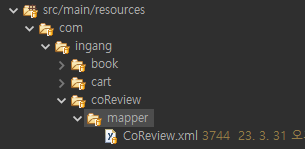 src/main/resources
com
ingang
book
cart
coReview
mapper
CoReview.xml 3744 23. 3. 31 오